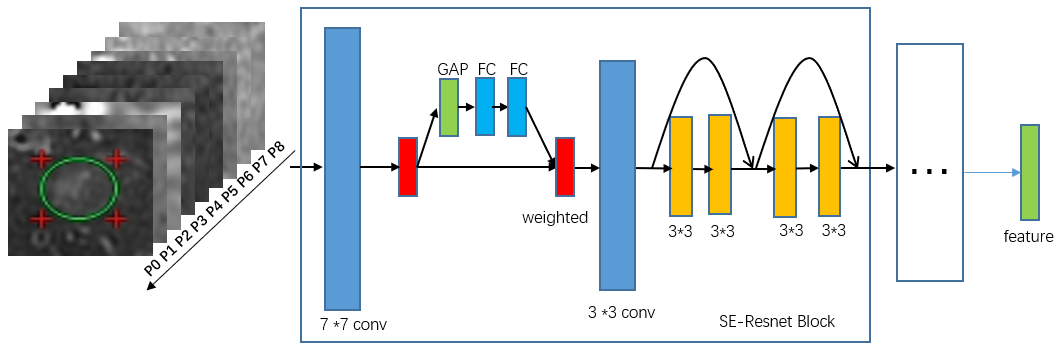 P0 P1 P2 P3 P4 P5 P6 P7 P8
GAP FC FC
weighted
7 *7 conv
3 *3 conv
3*3 3*3 3*3 3*3
SE-Resnet Block
...
feature